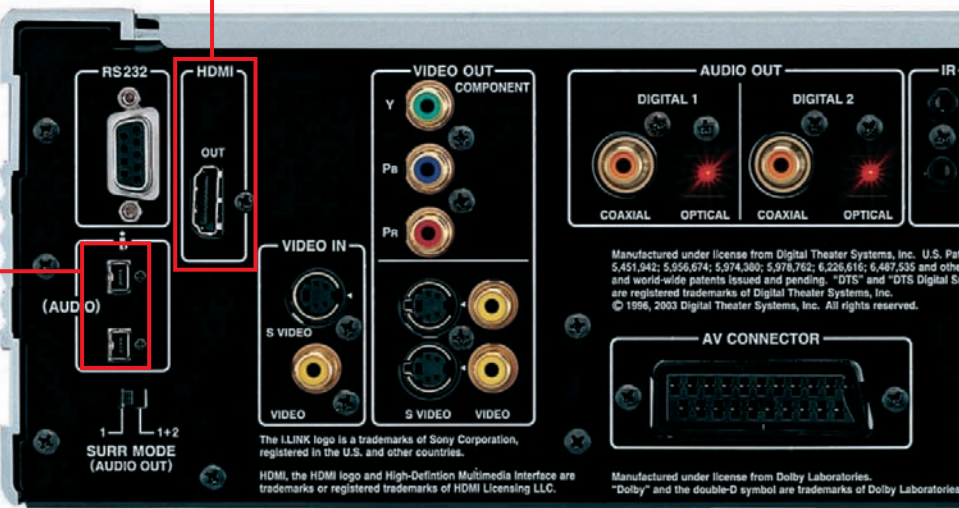 RS232
HDMI
OUT
(AUDIO)
1 1+2
SURR MODE
(AUDIO OUT)
VIDEO IN
S VIDEO
VIDEO
VIDEO OUT
COMPONENT
Y
PB
PR
S VIDEO VIDEO
AUDIO OUT
DIGITAL 1 DIGITAL 2
COAXIAL OPTICAL COAXIAL OPTICAL
IR
Manufactured under license from Digital Theater Systems, Inc. U.S. Pat
5,451,942; 5,956,674; 5,974,380; 5,978,762; 6,226,616; 6,487,535 and othe
and world-wide patents issued and pending. "DTS" and "DTS Digital Su
are registered trademarks of Digital Theater Systems, Inc.
© 1996, 2003 Digital Theater Systems, Inc. All rights reserved.
AV CONNECTOR
The i.LINK logo is a trademarks of Sony Corporation,
registered in the U.S. and other countries.
HDMI, the HDMI logo and High-Defintion Multimedia Interface are
trademarks or registered trademarks of HDMI Licensing LLC.
Manufactured under license from Dolby Laboratories.
"Dolby" and the double-D symbol are trademarks of Dolby Laboratories